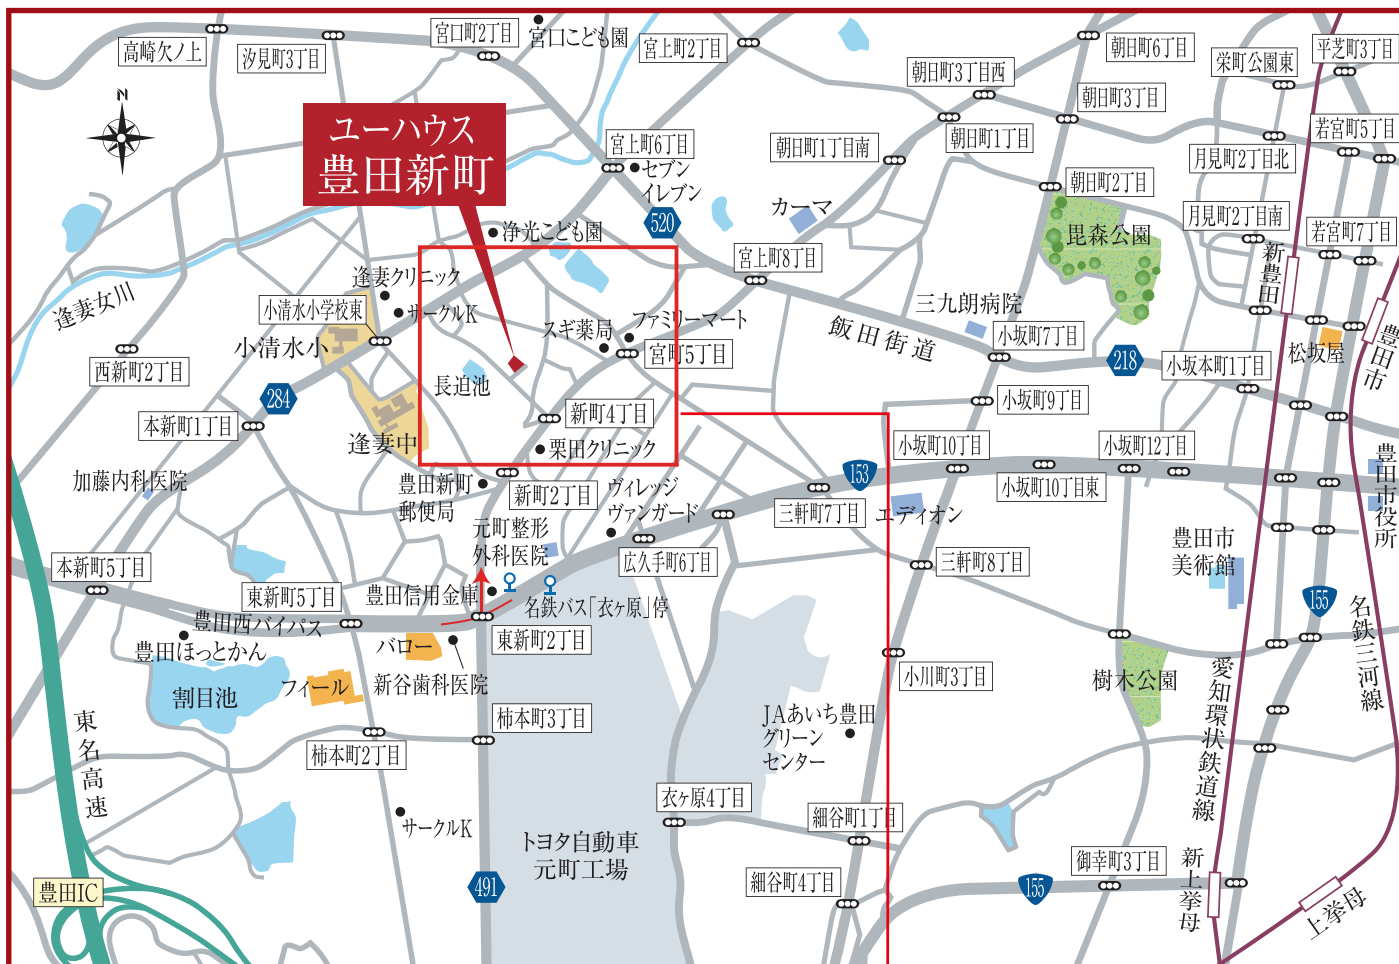 高崎欠ノ上
汐見町3丁目
宮口町2丁目
宮口こども園
宮上町2丁目
朝日町6丁目
栄町公園東
平芝町3丁目
N
朝日町3丁目西
朝日町3丁目
ユーハウス
豊田新町
宮上町6丁目
セブン
イレブン
朝日町1丁目南
朝日町1丁目
月見町2丁目北
若宮町5丁目
朝日町2丁目
カーマ
520
浄光こども園
毘森公園
月見町2丁目南
若宮町7丁目
新豊田
宮上町8丁目
逢妻女川
逢妻クリニック
サークルK
小清水小学校東
小清水小
スギ薬局
ファミリーマート
宮町5丁目
飯田街道
三九朗病院
小坂町7丁目
218
小坂本町1丁目
松坂屋
豊田市
西新町2丁目
284
長迫池
新町4丁目
小坂町9丁目
本新町1丁目
逢妻中
栗田クリニック
小坂町10丁目
小坂町12丁目
小坂町10丁目東
加藤内科医院
豊田新町
郵便局
新町2丁目
ヴィレッジ
ヴァンガード
153
三軒町7丁目
エディオン
豊田市役所
元町整形
外科医院
広久手町6丁目
三軒町8丁目
豊田市
美術館
本新町5丁目
東新町5丁目
豊田信用金庫
名鉄バス「衣ヶ原」停
155
名鉄三河線
豊田西バイパス
豊田ほっとかん
バロー
東新町2丁目
新谷歯科医院
フィール
割目池
小川町3丁目
樹木公園
愛知環状鉄道線
東名高速
柿本町3丁目
柿本町2丁目
JAあいち豊田
グリーン
センター
衣ヶ原4丁目
細谷町1丁目
サークルK
トヨタ自動車
元町工場
豊田IC
491
細谷町4丁目
155
御幸町3丁目
新上挙母
上挙母